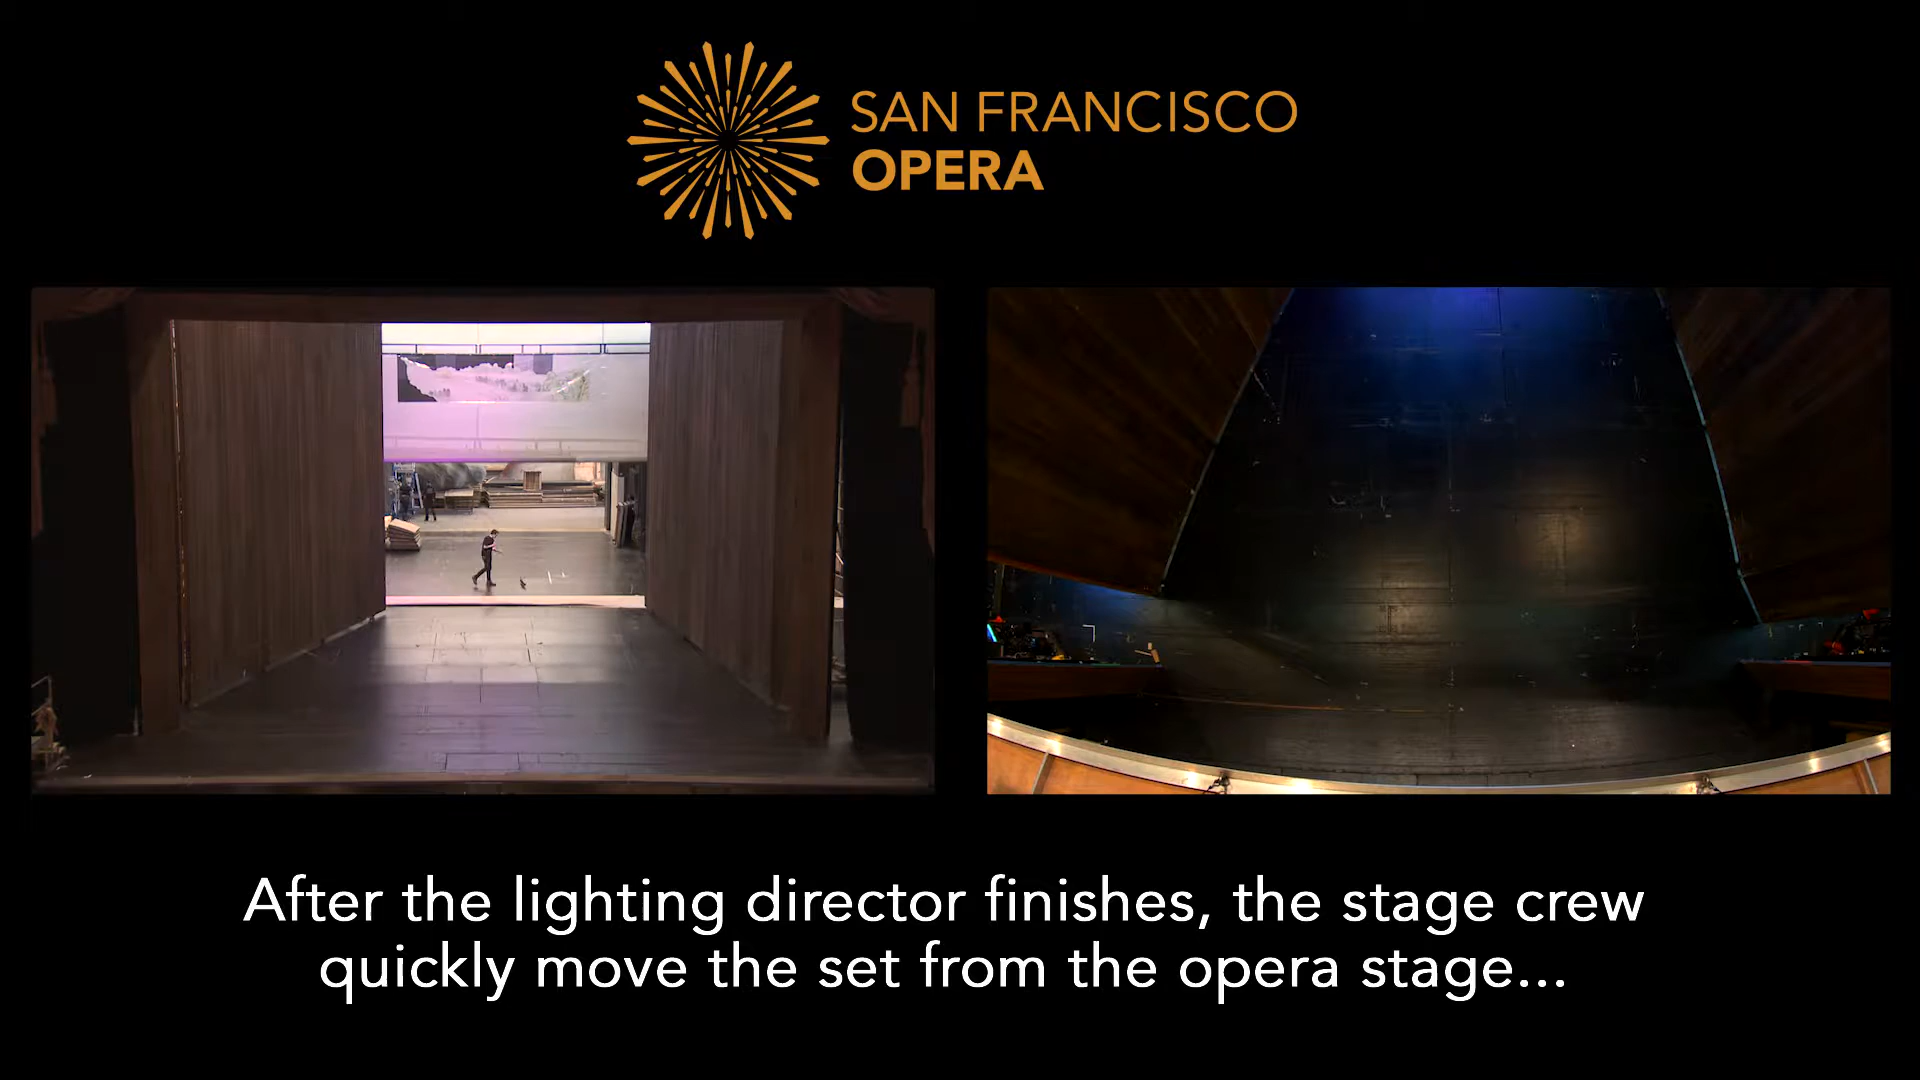 SAN FRANCISCO
OPERA
After the lighting director finishes, the stage crew
quickly move the set from the opera stage...